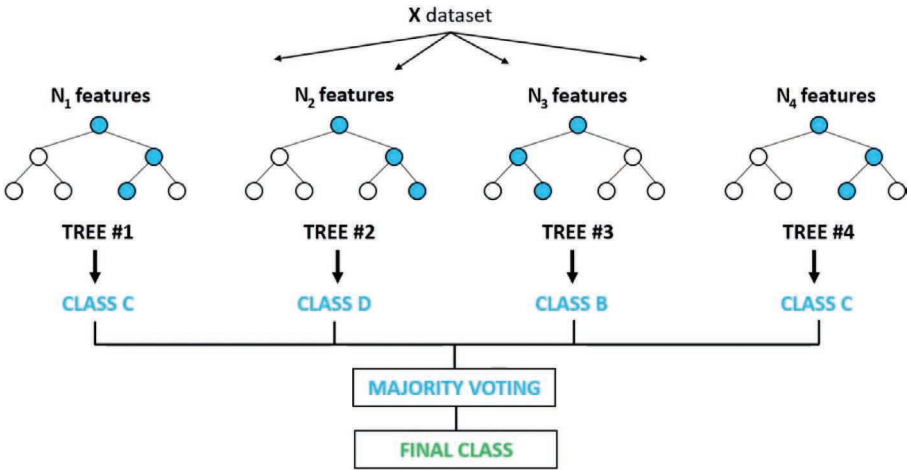 X dataset
N1 features
N2 features
N3 features
N4 features
TREE #1
TREE #2
TREE #3
TREE #4
CLASS C
CLASS D
CLASS B
CLASS C
MAJORITY VOTING
FINAL CLASS